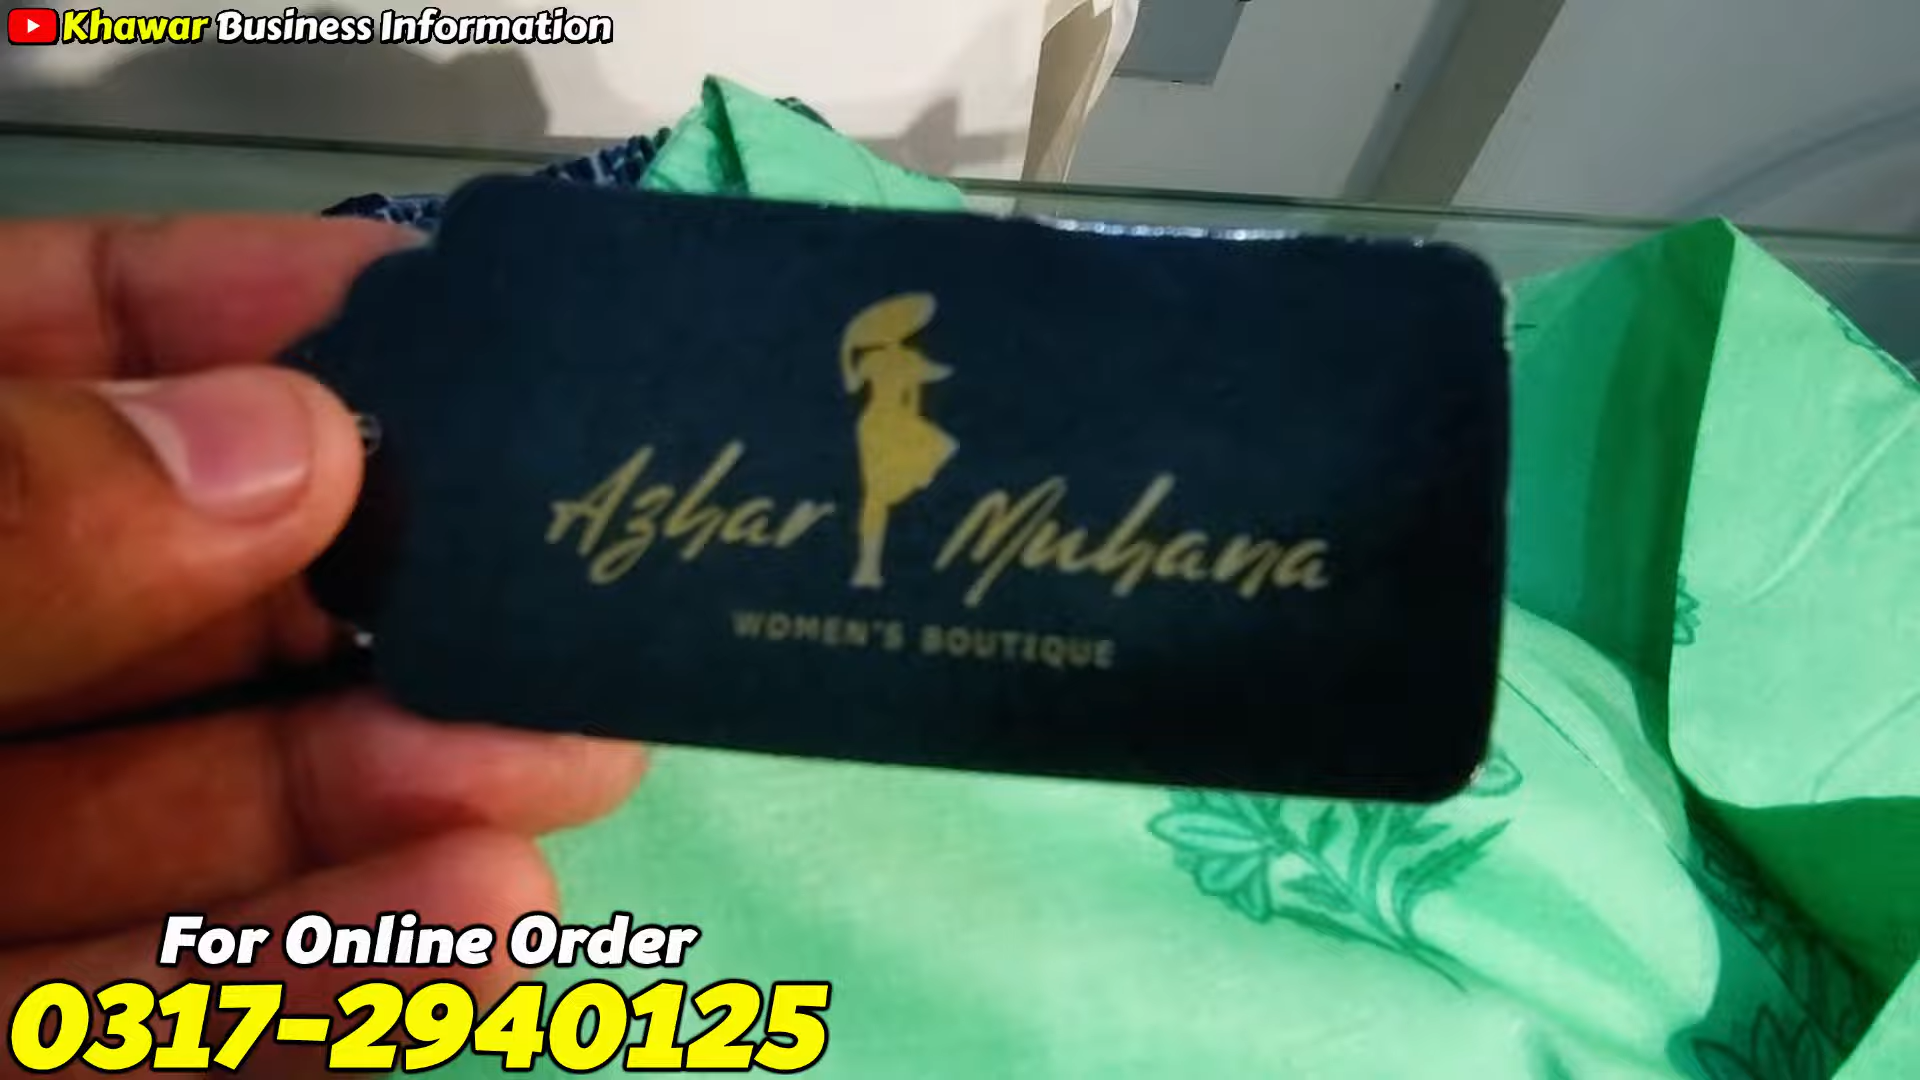 Khawar Business Information
Azhar Muhana
WOMEN'S BOUTIQUE
For Online Order
0317-2940125